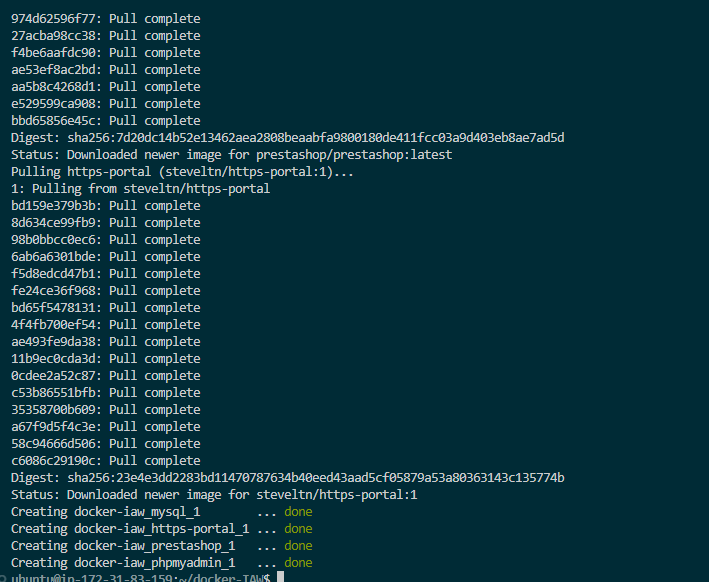 974d62596f77: Pull complete
27acba98cc38: Pull complete
f4be6aafdc90: Pull complete
ae53ef8ac2bd: Pull complete
aa5b8c4268d1: Pull complete
e529599ca908: Pull complete
bbd65856e45c: Pull complete
Digest: sha256:7d20dc14b52e13462aea2808beaabfa9800180de411fcc03a9d403eb8ae7ad5d
Status: Downloaded newer image for prestashop/prestashop:latest
Pulling https-portal (steveltn/https-portal:1)...
1: Pulling from steveltn/https-portal
bd159e379b3b: Pull complete
8d634ce99fb9: Pull complete
98b0bbcc0ec6: Pull complete
6ab6a6301bde: Pull complete
f5d8edcd47b1: Pull complete
fe24ce36f968: Pull complete
bd65f5478131: Pull complete
4f4fb700ef54: Pull complete
ae493fe9da38: Pull complete
11b9ec0cda3d: Pull complete
0cdee2a52c87: Pull complete
c53b86551bfb: Pull complete
35358700b609: Pull complete
a67f9d5f4c3e: Pull complete
58c94666d506: Pull complete
c6086c29190c: Pull complete
Digest: sha256:23e4e3dd2283bd11470787634b40eed43aad5cf05879a53a80363143c135774b
Status: Downloaded newer image for steveltn/https-portal:1
Creating docker-iaw_mysql_1        ... done
Creating docker-iaw_https-portal_1 ... done
Creating docker-iaw_prestashop_1   ... done
Creating docker-iaw_phpmyadmin_1   ... done
ubuntu@ip-172-31-83-159:~/docker-IAW$